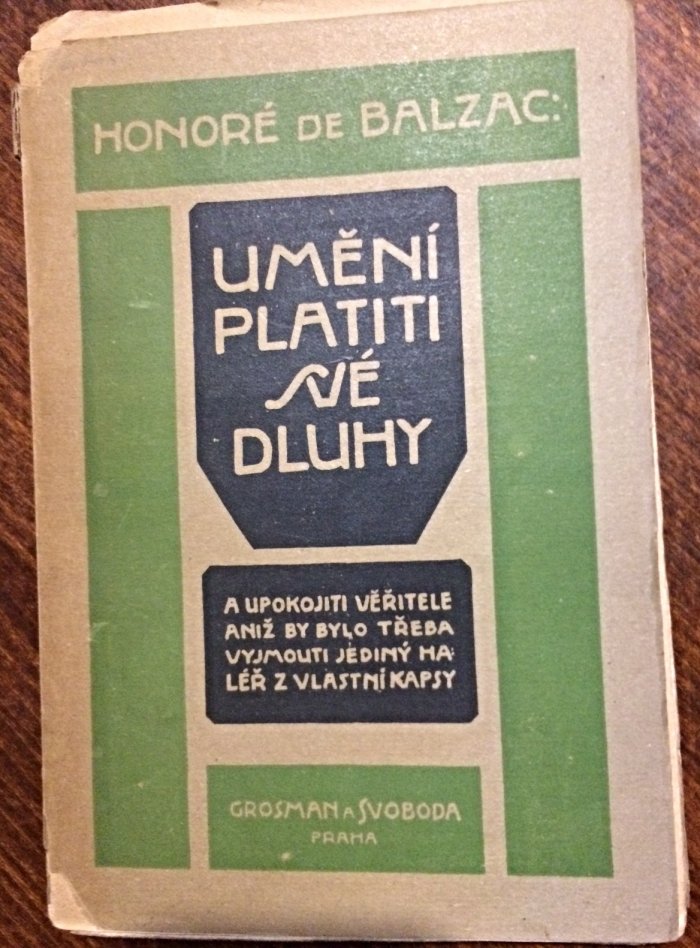 HONORÉ DE BALZAC:
UMĚNÍ
PLATITI
SVÉ
DLUHY
A UPOKOJITI VĚŘITELE
ANIŽ BY BYLO TŘEBA
VYJMOUTI JEDINÝ HA:
LÉŘ Z VLASTNÍ KAPSY
GROSMAN A SVOBODA
PRAHA